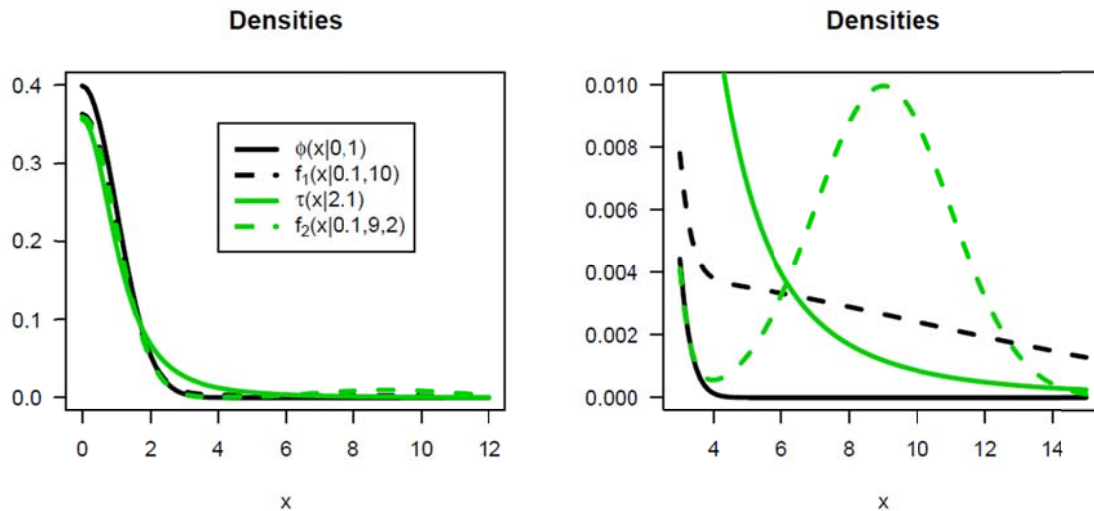 Densities
0.4
0.3
0.2
0.1
0.0
ϕ(x|0,1)
f₁(x|0.1,10)
τ(x|2.1)
f₂(x|0.1,9,2)
0 2 4 6 8 10 12
x
Densities
0.010
0.008
0.006
0.004
0.002
0.000
4 6 8 10 12 14
x